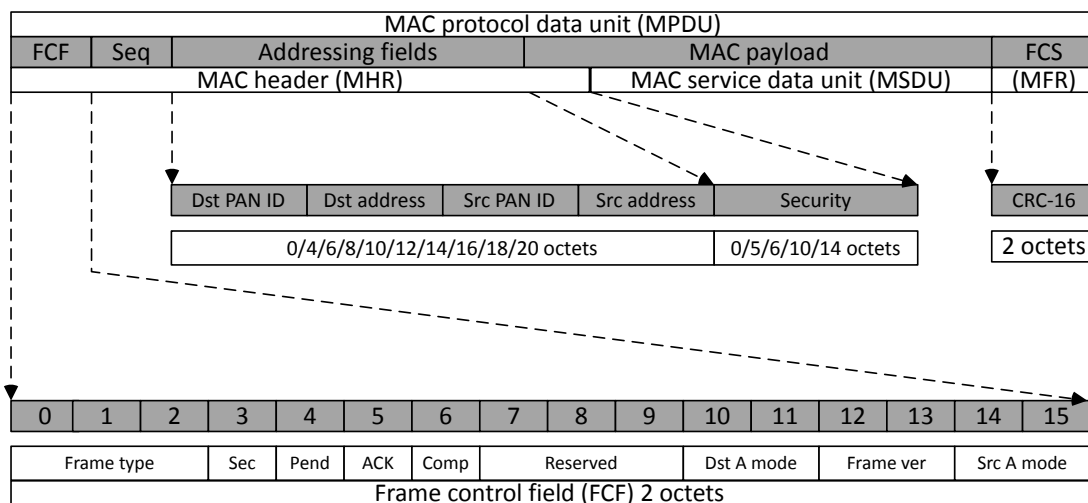 MAC protocol data unit (MPDU)
FCF Seq Addressing fields MAC payload FCS
MAC header (MHR) MAC service data unit (MSDU) (MFR)
Dst PAN ID Dst address Src PAN ID Src address Security CRC-16
0/4/6/8/10/12/14/16/18/20 octets 0/5/6/10/14 octets 2 octets
0 1 2 3 4 5 6 7 8 9 10 11 12 13 14 15
Frame type Sec Pend ACK Comp Reserved Dst A mode Frame ver Src A mode
Frame control field (FCF) 2 octets